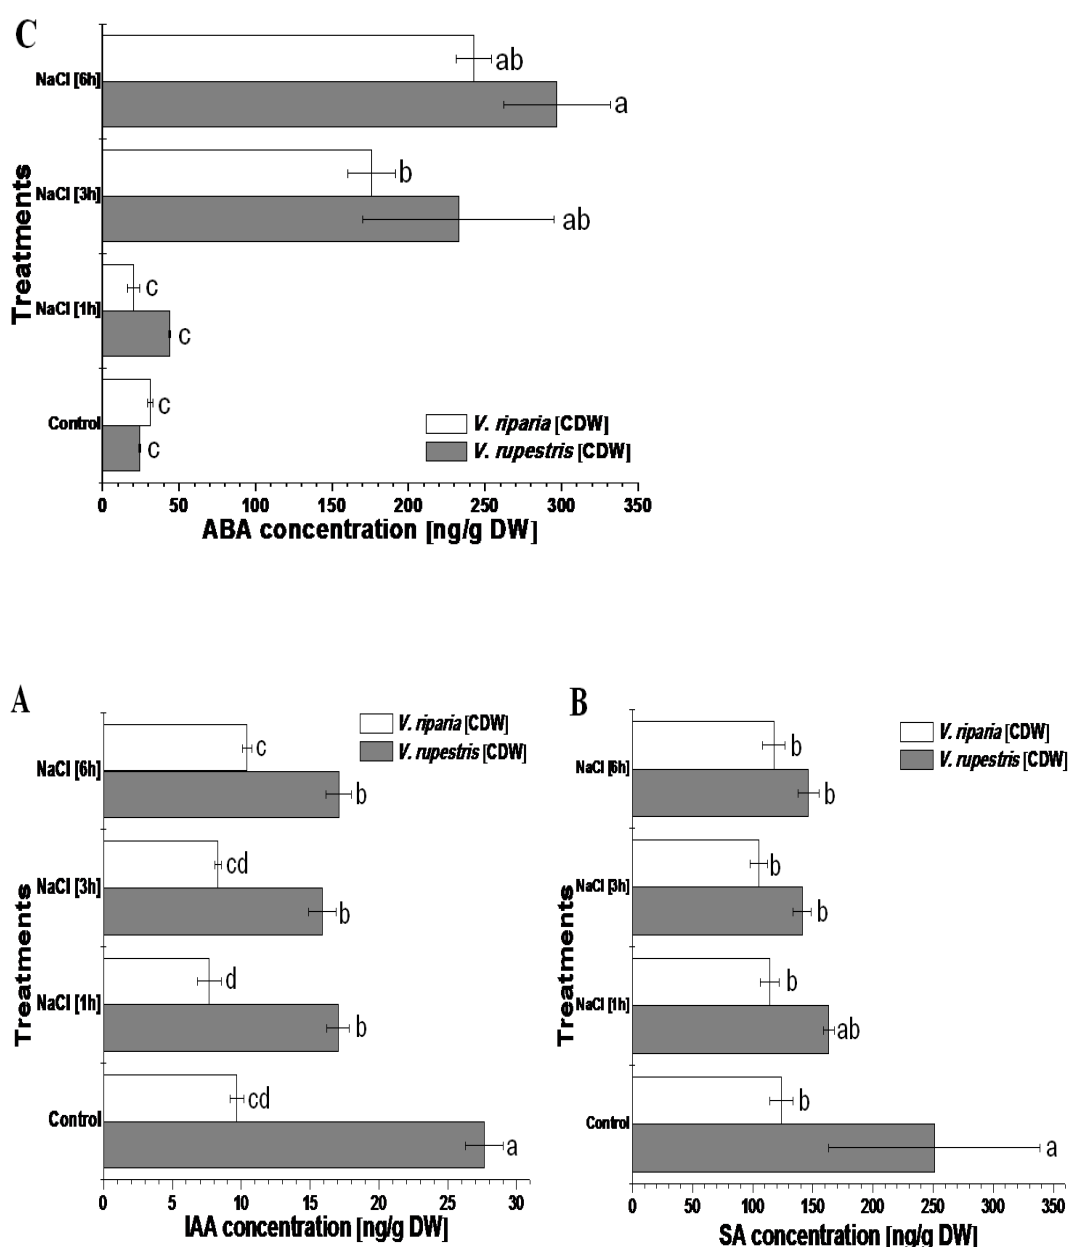 C
Treatments
NaCl [6h]
ab
a
NaCl [3h]
b
ab
NaCl [1h]
c
c
Control
c
c
V. riparia [CDW]
V. rupestris [CDW]
0 50 100 150 200 250 300 350
ABA concentration [ng/g DW]
A
Treatments
V. riparia [CDW]
V. rupestris [CDW]
NaCl [6h]
c
b
NaCl [3h]
cd
b
NaCl [1h]
d
b
Control
cd
a
0 5 10 15 20 25 30
IAA concentration [ng/g DW]
B
Treatments
V. riparia [CDW]
V. rupestris [CDW]
NaCl [6h]
b
b
NaCl [3h]
b
b
NaCl [1h]
b
ab
Control
b
a
0 50 100 150 200 250 300 350
SA concentration [ng/g DW]